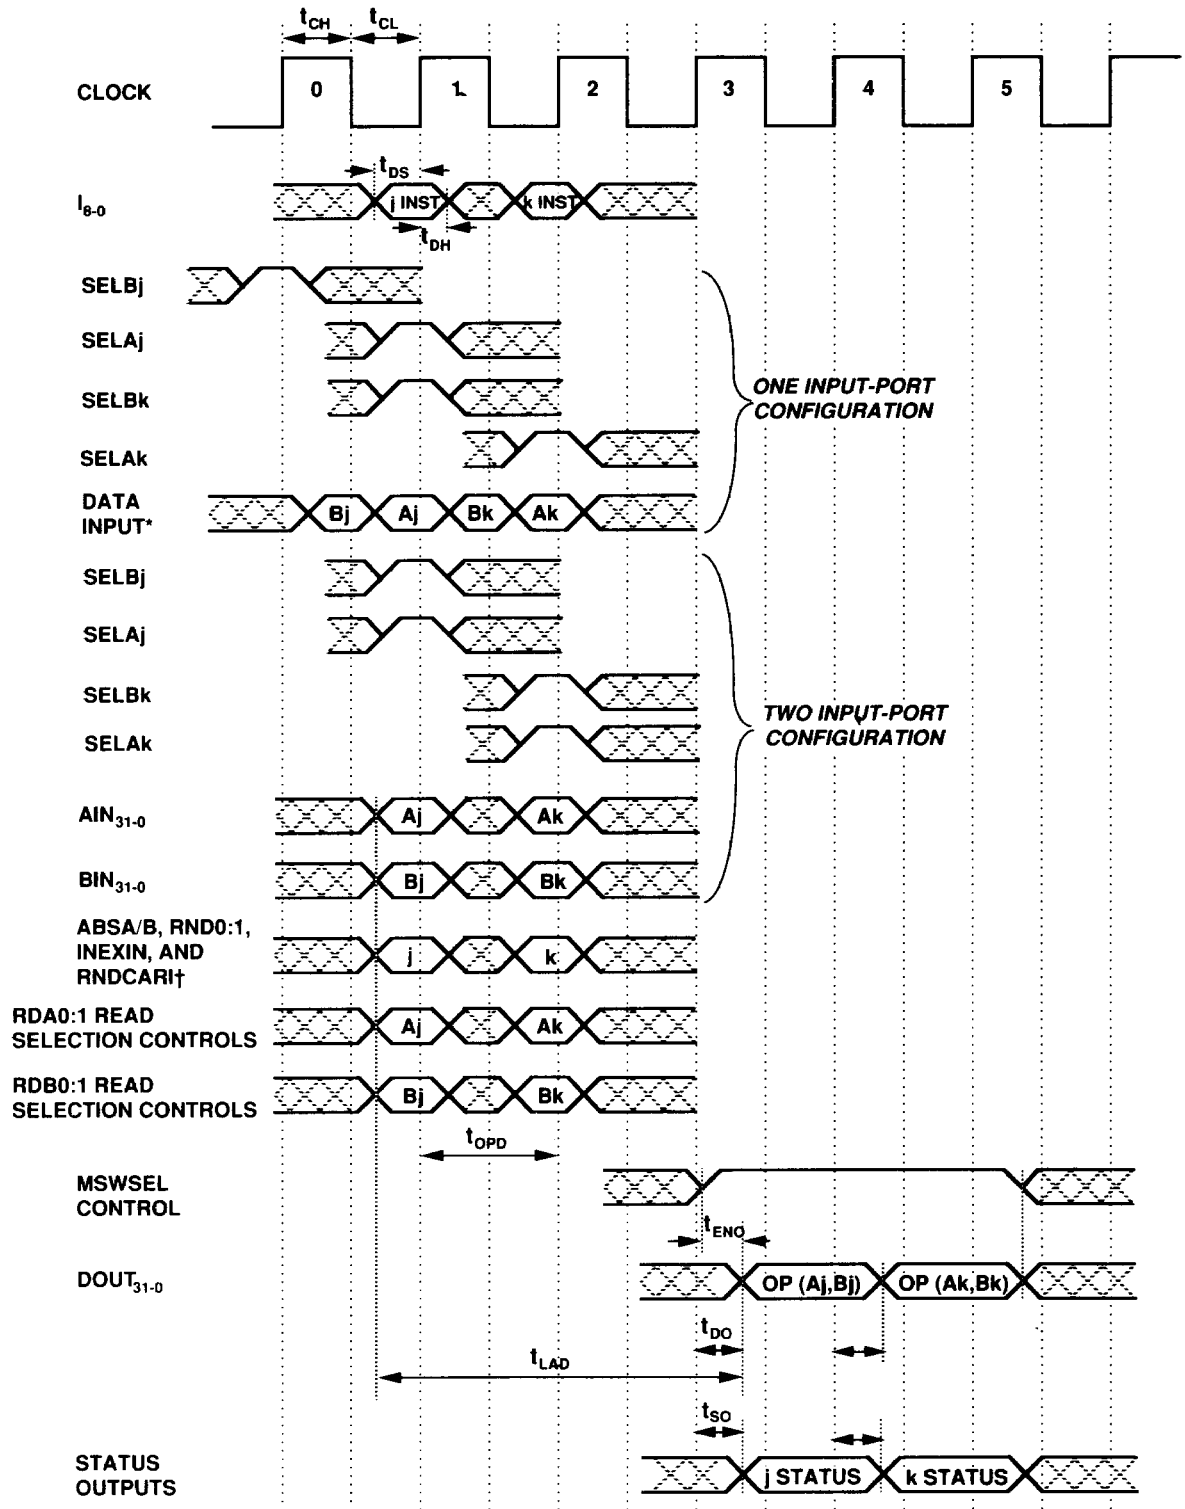 tCH tCL
CLOCK 0 1 2 3 4 5
tDS
I8-0 j INST k INST
tDH
SELBj
SELAj
SELBk
SELAk
ONE INPUT-PORT
CONFIGURATION
DATA
INPUT* Bj Aj Bk Ak
SELBj
SELAj
SELBk
SELAk
TWO INPUT-PORT
CONFIGURATION
AIN31-0 Aj Ak
BIN31-0 Bj Bk
ABSA/B, RND0:1,
INEXIN, AND
RNDCARI† j k
RDA0:1 READ
SELECTION CONTROLS Aj Ak
RDB0:1 READ
SELECTION CONTROLS Bj Bk
tOPD
MSWSEL
CONTROL
tENO
DOUT31-0 OP (Aj,Bj) OP (Ak,Bk)
tDO
tLAD
tSO
STATUS
OUTPUTS j STATUS k STATUS